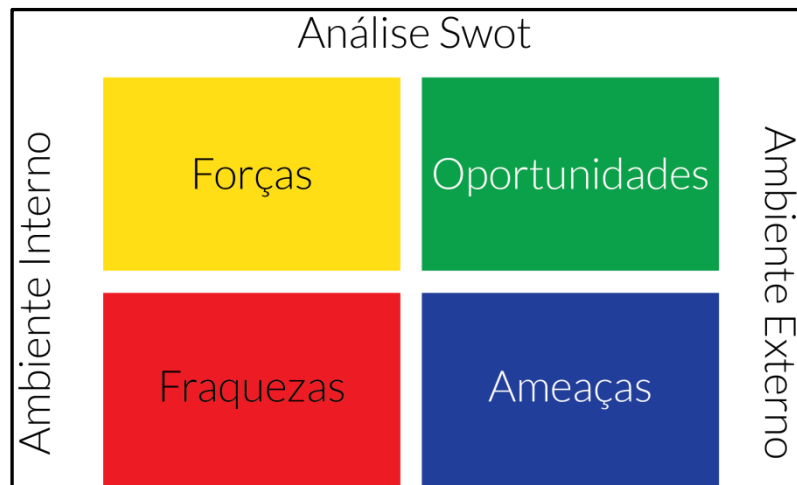 Análise Swot
Ambiente Interno
Forças
Oportunidades
Fraquezas
Ameaças
Ambiente Externo